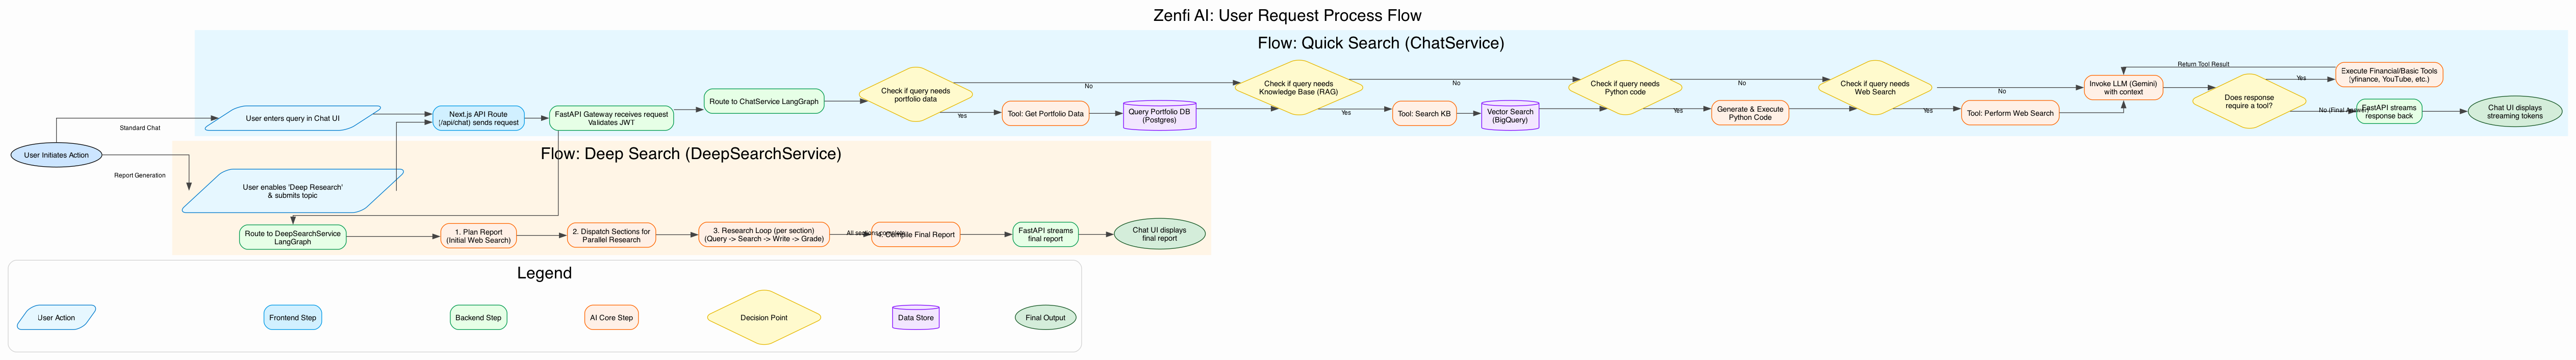 Zenfi AI: User Request Process Flow
Flow: Quick Search (ChatService)
User Initiates Action
Standard Chat
Report Generation
User enters query in Chat UI
Next.js API Route
(/api/chat) sends request
FastAPI Gateway receives request
Validates JWT
Route to ChatService LangGraph
Check if query needs
portfolio data
No
Yes
Tool: Get Portfolio Data
Query Portfolio DB
(Postgres)
Check if query needs
Knowledge Base (RAG)
No
Yes
Tool: Search KB
Vector Search
(BigQuery)
Check if query needs
Python code
No
Yes
Generate & Execute
Python Code
Check if query needs
Web Search
No
Yes
Tool: Perform Web Search
Invoke LLM (Gemini)
with context
Return Tool Result
Does response
require a tool?
Yes
Execute Financial/Basic Tools
(yfinance, YouTube, etc.)
No (Final Answer)
FastAPI streams
response back
Chat UI displays
streaming tokens
Flow: Deep Search (DeepSearchService)
User enables 'Deep Research'
& submits topic
Route to DeepSearchService
LangGraph
1. Plan Report
(Initial Web Search)
2. Dispatch Sections for
Parallel Research
3. Research Loop (per section)
(Query -> Search -> Write -> Grade)
All sections complete
4. Compile Final Report
FastAPI streams
final report
Chat UI displays
final report
Legend
User Action
Frontend Step
Backend Step
AI Core Step
Decision Point
Data Store
Final Output